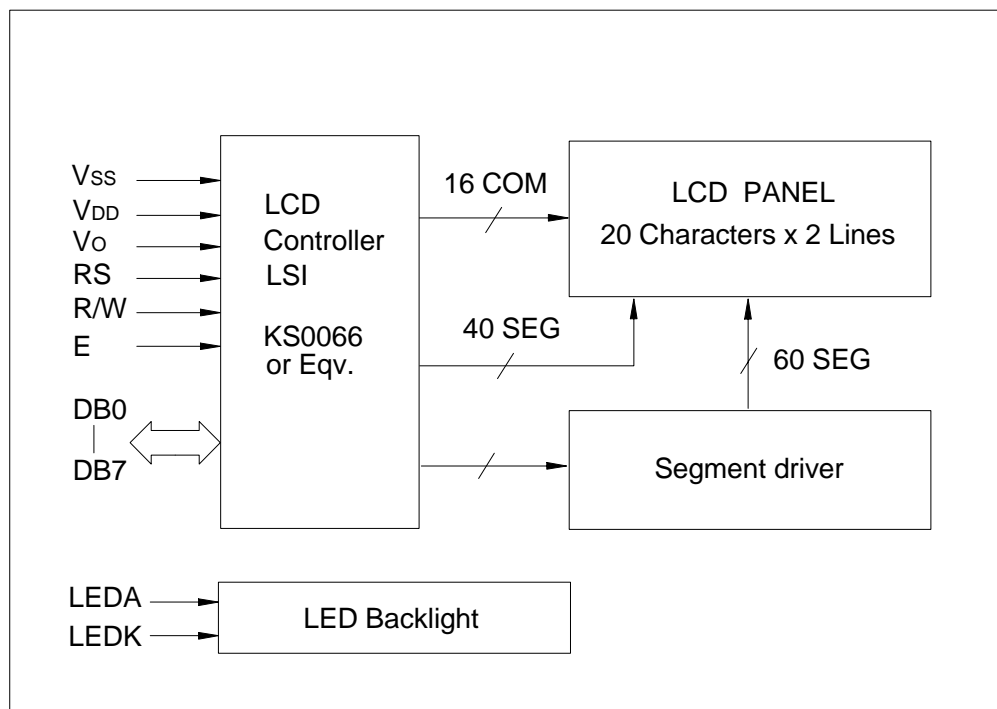 VSS
VDD
VO
RS
R/W
E
DB0
DB7
LCD
Controller
LSI
KS0066
or Eqv.
16 COM
40 SEG
LCD PANEL
20 Characters x 2 Lines
60 SEG
Segment driver
LEDA
LEDK
LED Backlight